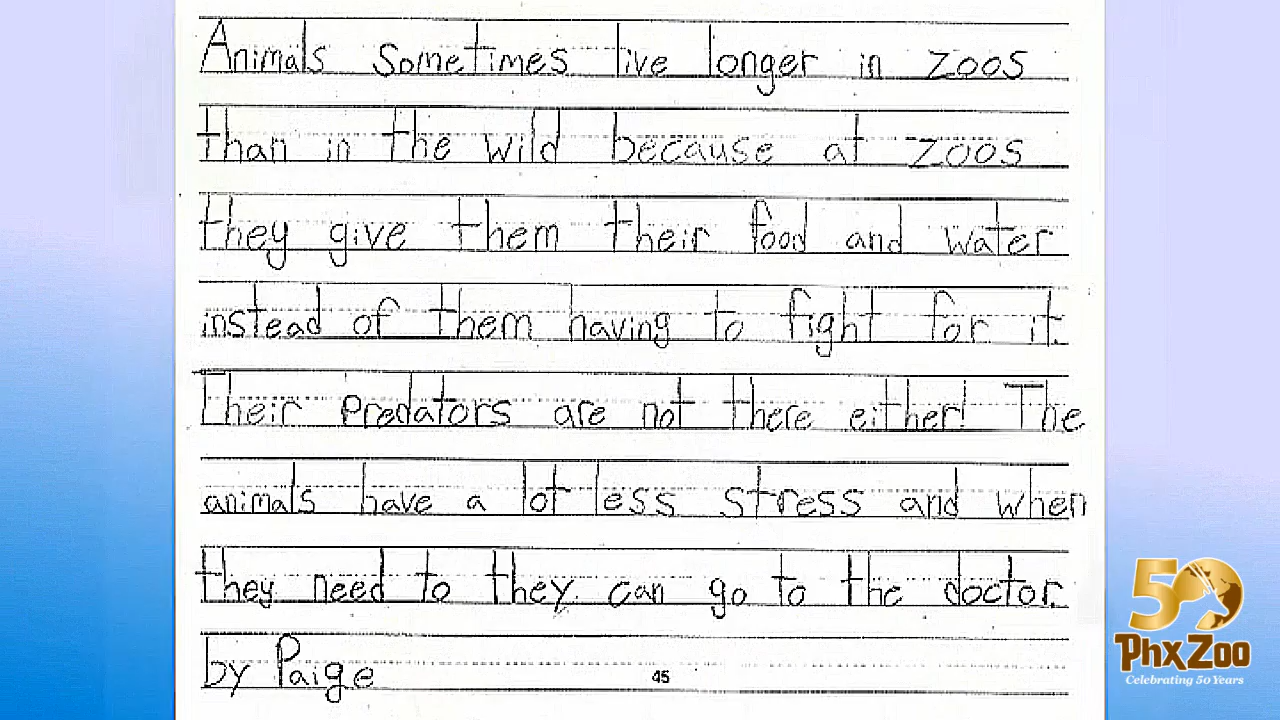 Animals Sometimes live longer in zoos
than in the wild because at zoos
they give them their food and water
instead of them having to fight for it.
Their Predators are not there either! The
animals have a lot less stress and when
they need to they can go to the doctor.
by Paige
45
50
PhxZoo
Celebrating 50 Years